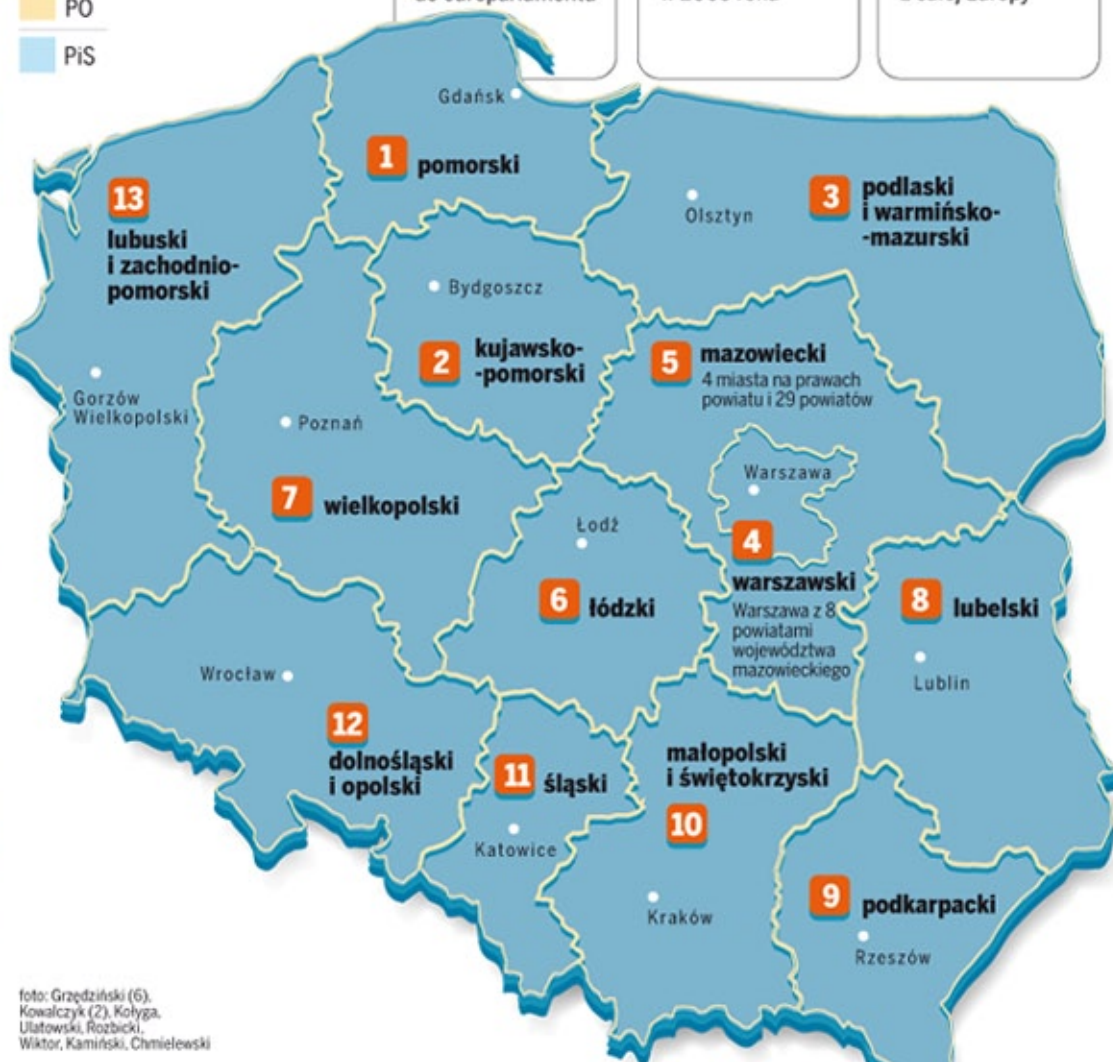 PO
PiS
Gdańsk
1 pomorski
13
lubuski
i zachodnio-
pomorski
3
podlaski
i warmińsko-
-mazurski
Olsztyn
Bydgoszcz
2
kujawsko-
-pomorski
5 mazowiecki
4 miasta na prawach
powiatu i 29 powiatów
Gorzów
Wielkopolski
Poznań
7 wielkopolski
Warszawa
4
warszawski
Warszawa z 8
powiatami
województwa
mazowieckiego
Łodź
6 łódzki
8 lubelski
Lublin
Wrocław
12
dolnośląski
i opolski
11 śląski
Katowice
małopolski
i świętokrzyski
10
Kraków
9 podkarpacki
Rzeszów
foto: Grzędziński (6),
Kowalczyk (2), Kołyga,
Ulatowski, Rozbicki,
Wiktor, Kamiński, Chmielewski